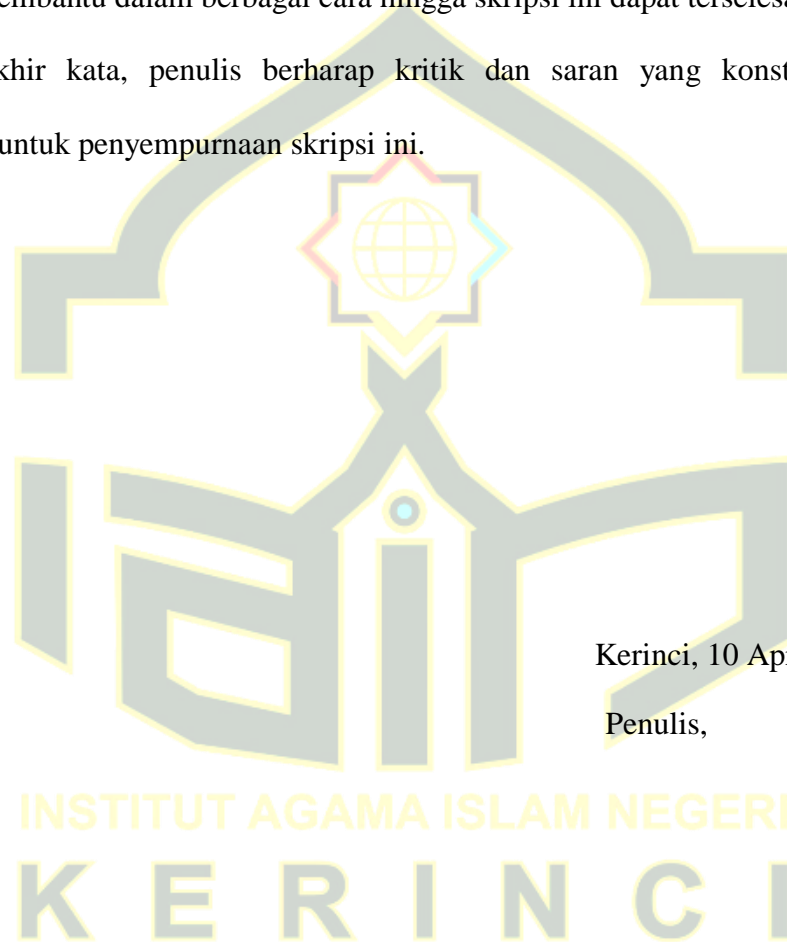 embantu dalam berbagai cara hingga skripsi ini dapat terselesa
khir kata, penulis berharap kritik dan saran yang konst
untuk penyempurnaan skripsi ini.
Kerinci, 10 Ap
Penulis,
INSTITUT AGAMA ISLAM NEGERI
KERINCI